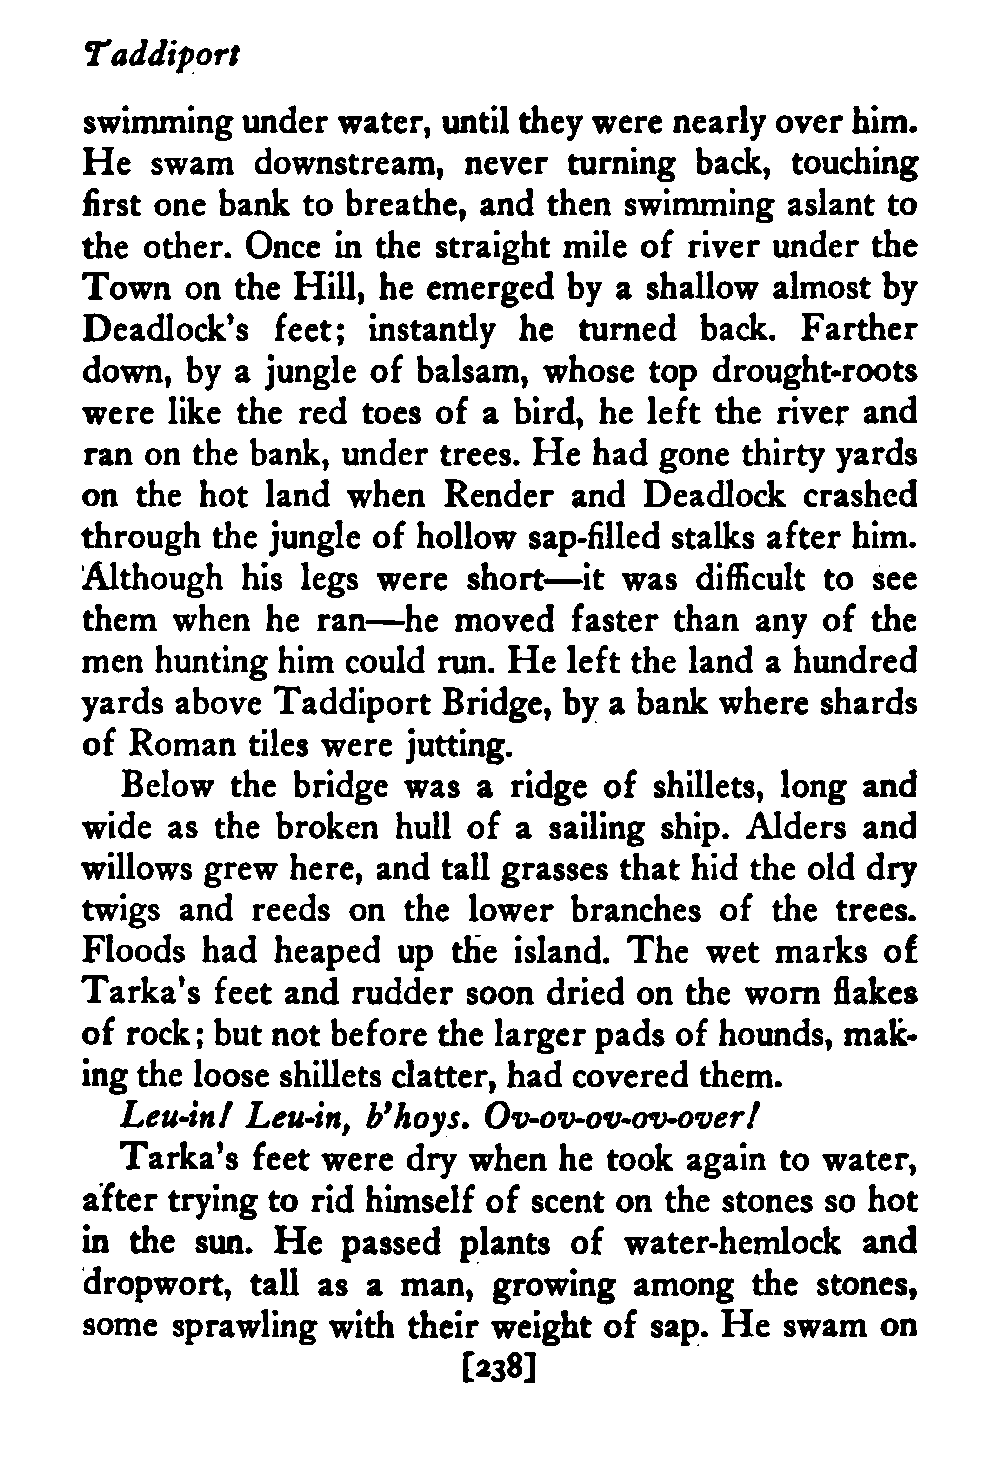 Taddiport
swimming under water, until they were nearly over him.
He swam downstream, never turning back, touching
first one bank to breathe, and then swimming aslant to
the other. Once in the straight mile of river under the
Town on the Hill, he emerged by a shallow almost by
Deadlock's feet; instantly he turned back. Farther
down, by a jungle of balsam, whose top drought-roots
were like the red toes of a bird, he left the river and
ran on the bank, under trees. He had gone thirty yards
on the hot land when Render and Deadlock crashed
through the jungle of hollow sap-filled stalks after him.
Although his legs were short—it was difficult to see
them when he ran—he moved faster than any of the
men hunting him could run. He left the land a hundred
yards above Taddiport Bridge, by a bank where shards
of Roman tiles were jutting.
Below the bridge was a ridge of shillets, long and
wide as the broken hull of a sailing ship. Alders and
willows grew here, and tall grasses that hid the old dry
twigs and reeds on the lower branches of the trees.
Floods had heaped up the island. The wet marks of
Tarka's feet and rudder soon dried on the worn flakes
of rock; but not before the larger pads of hounds, mak-
ing the loose shillets clatter, had covered them.
Leu-in! Leu-in, b'hoys. Ov-ov-ov-ov-over!
Tarka's feet were dry when he took again to water,
after trying to rid himself of scent on the stones so hot
in the sun. He passed plants of water-hemlock and
dropwort, tall as a man, growing among the stones,
some sprawling with their weight of sap. He swam on
[238]